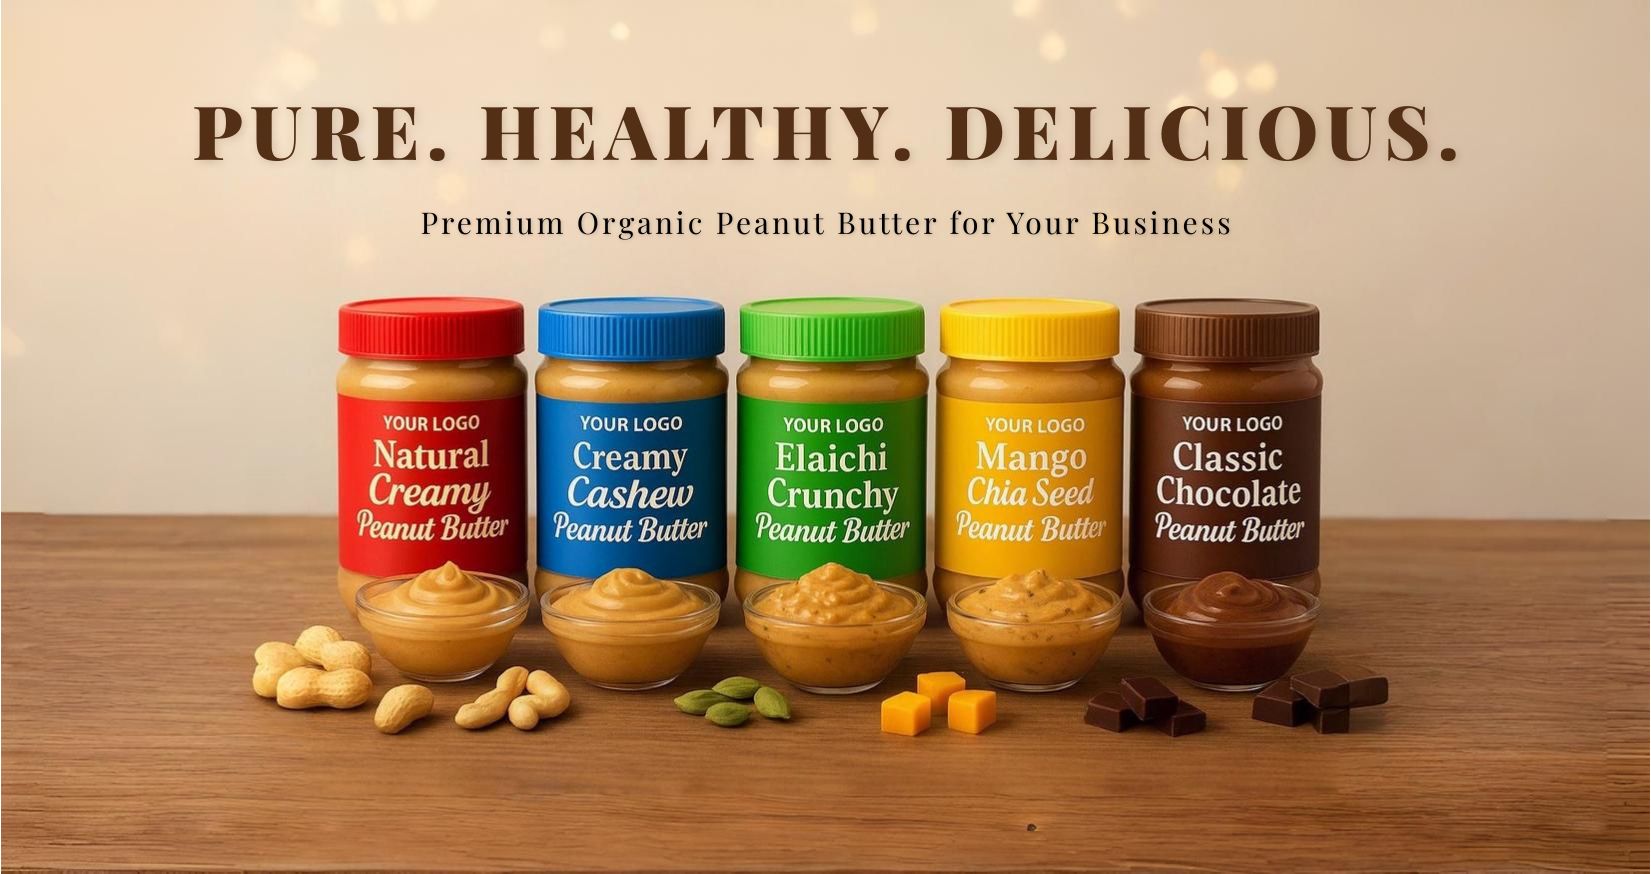 PURE. HEALTHY. DELICIOUS.
Premium Organic Peanut Butter for Your Business
YOUR LOGO
Natural
Creamy
Peanut Butter
YOUR LOGO
Creamy
Cashew
Peanut Butter
YOUR LOGO
Elaichi
Crunchy
Peanut Butter
YOUR LOGO
Mango
Chia Seed
Peanut Butter
YOUR LOGO
Classic
Chocolate
Peanut Butter